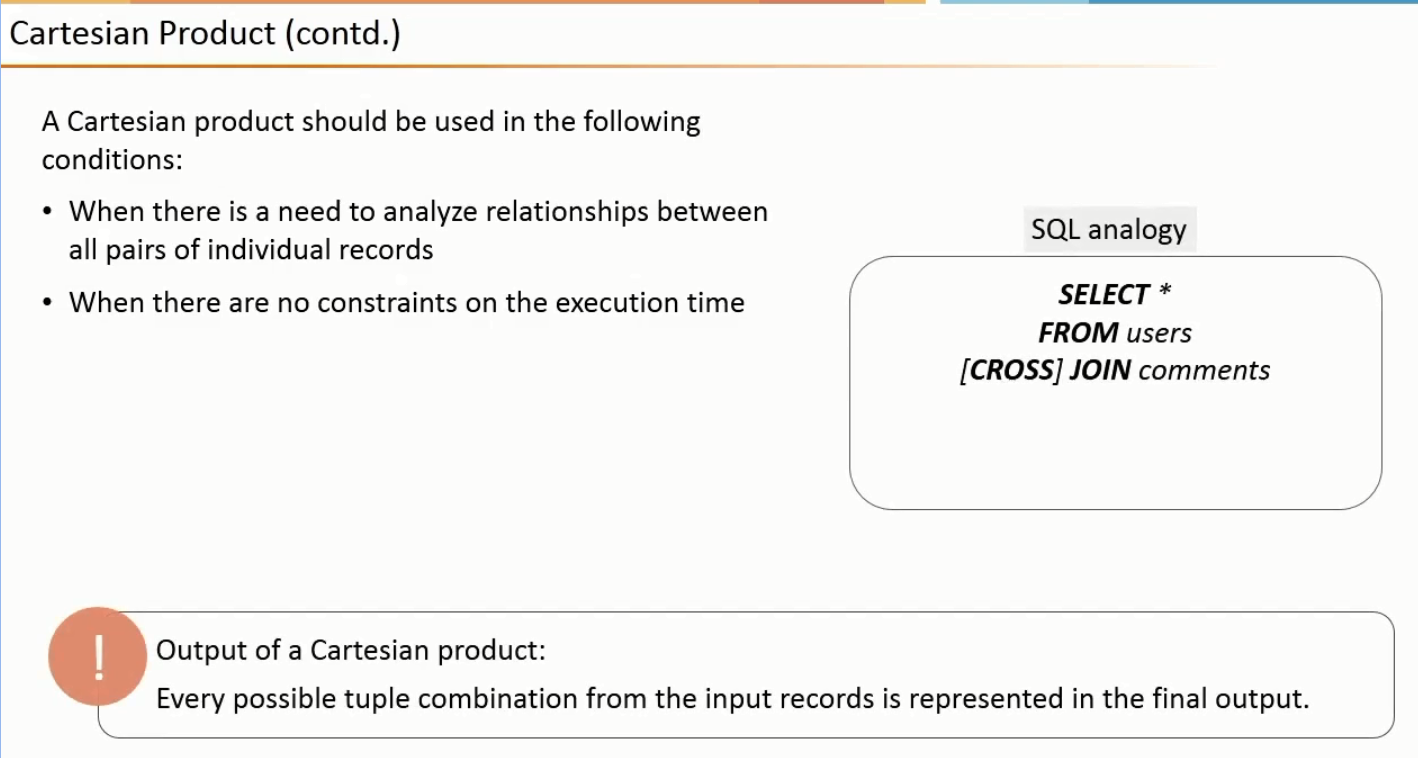 Cartesian Product (contd.)
A Cartesian product should be used in the following
conditions:
• When there is a need to analyze relationships between
all pairs of individual records
• When there are no constraints on the execution time
SQL analogy
SELECT *
FROM users
[CROSS] JOIN comments
!
Output of a Cartesian product:
Every possible tuple combination from the input records is represented in the final output.